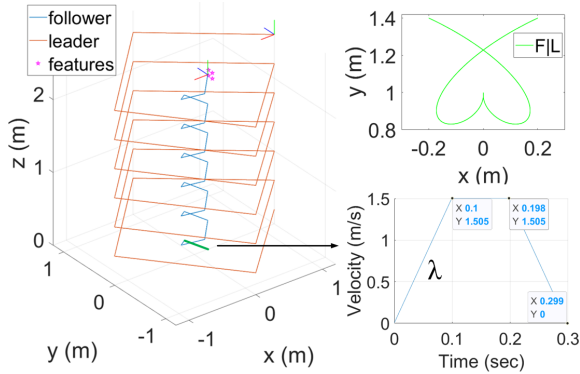 follower
leader
features
z (m)
2
1
0
1
0
-1
y (m)
-1
0
1
x (m)
y (m)
1.4
1.2
1
0.8
F|L
-0.2
0
0.2
x (m)
Velocity (m/s)
1.5
1
0.5
0
X 0.1
Y 1.505
X 0.198
Y 1.505
λ
X 0.299
Y 0
0
0.1
0.2
0.3
Time (sec)